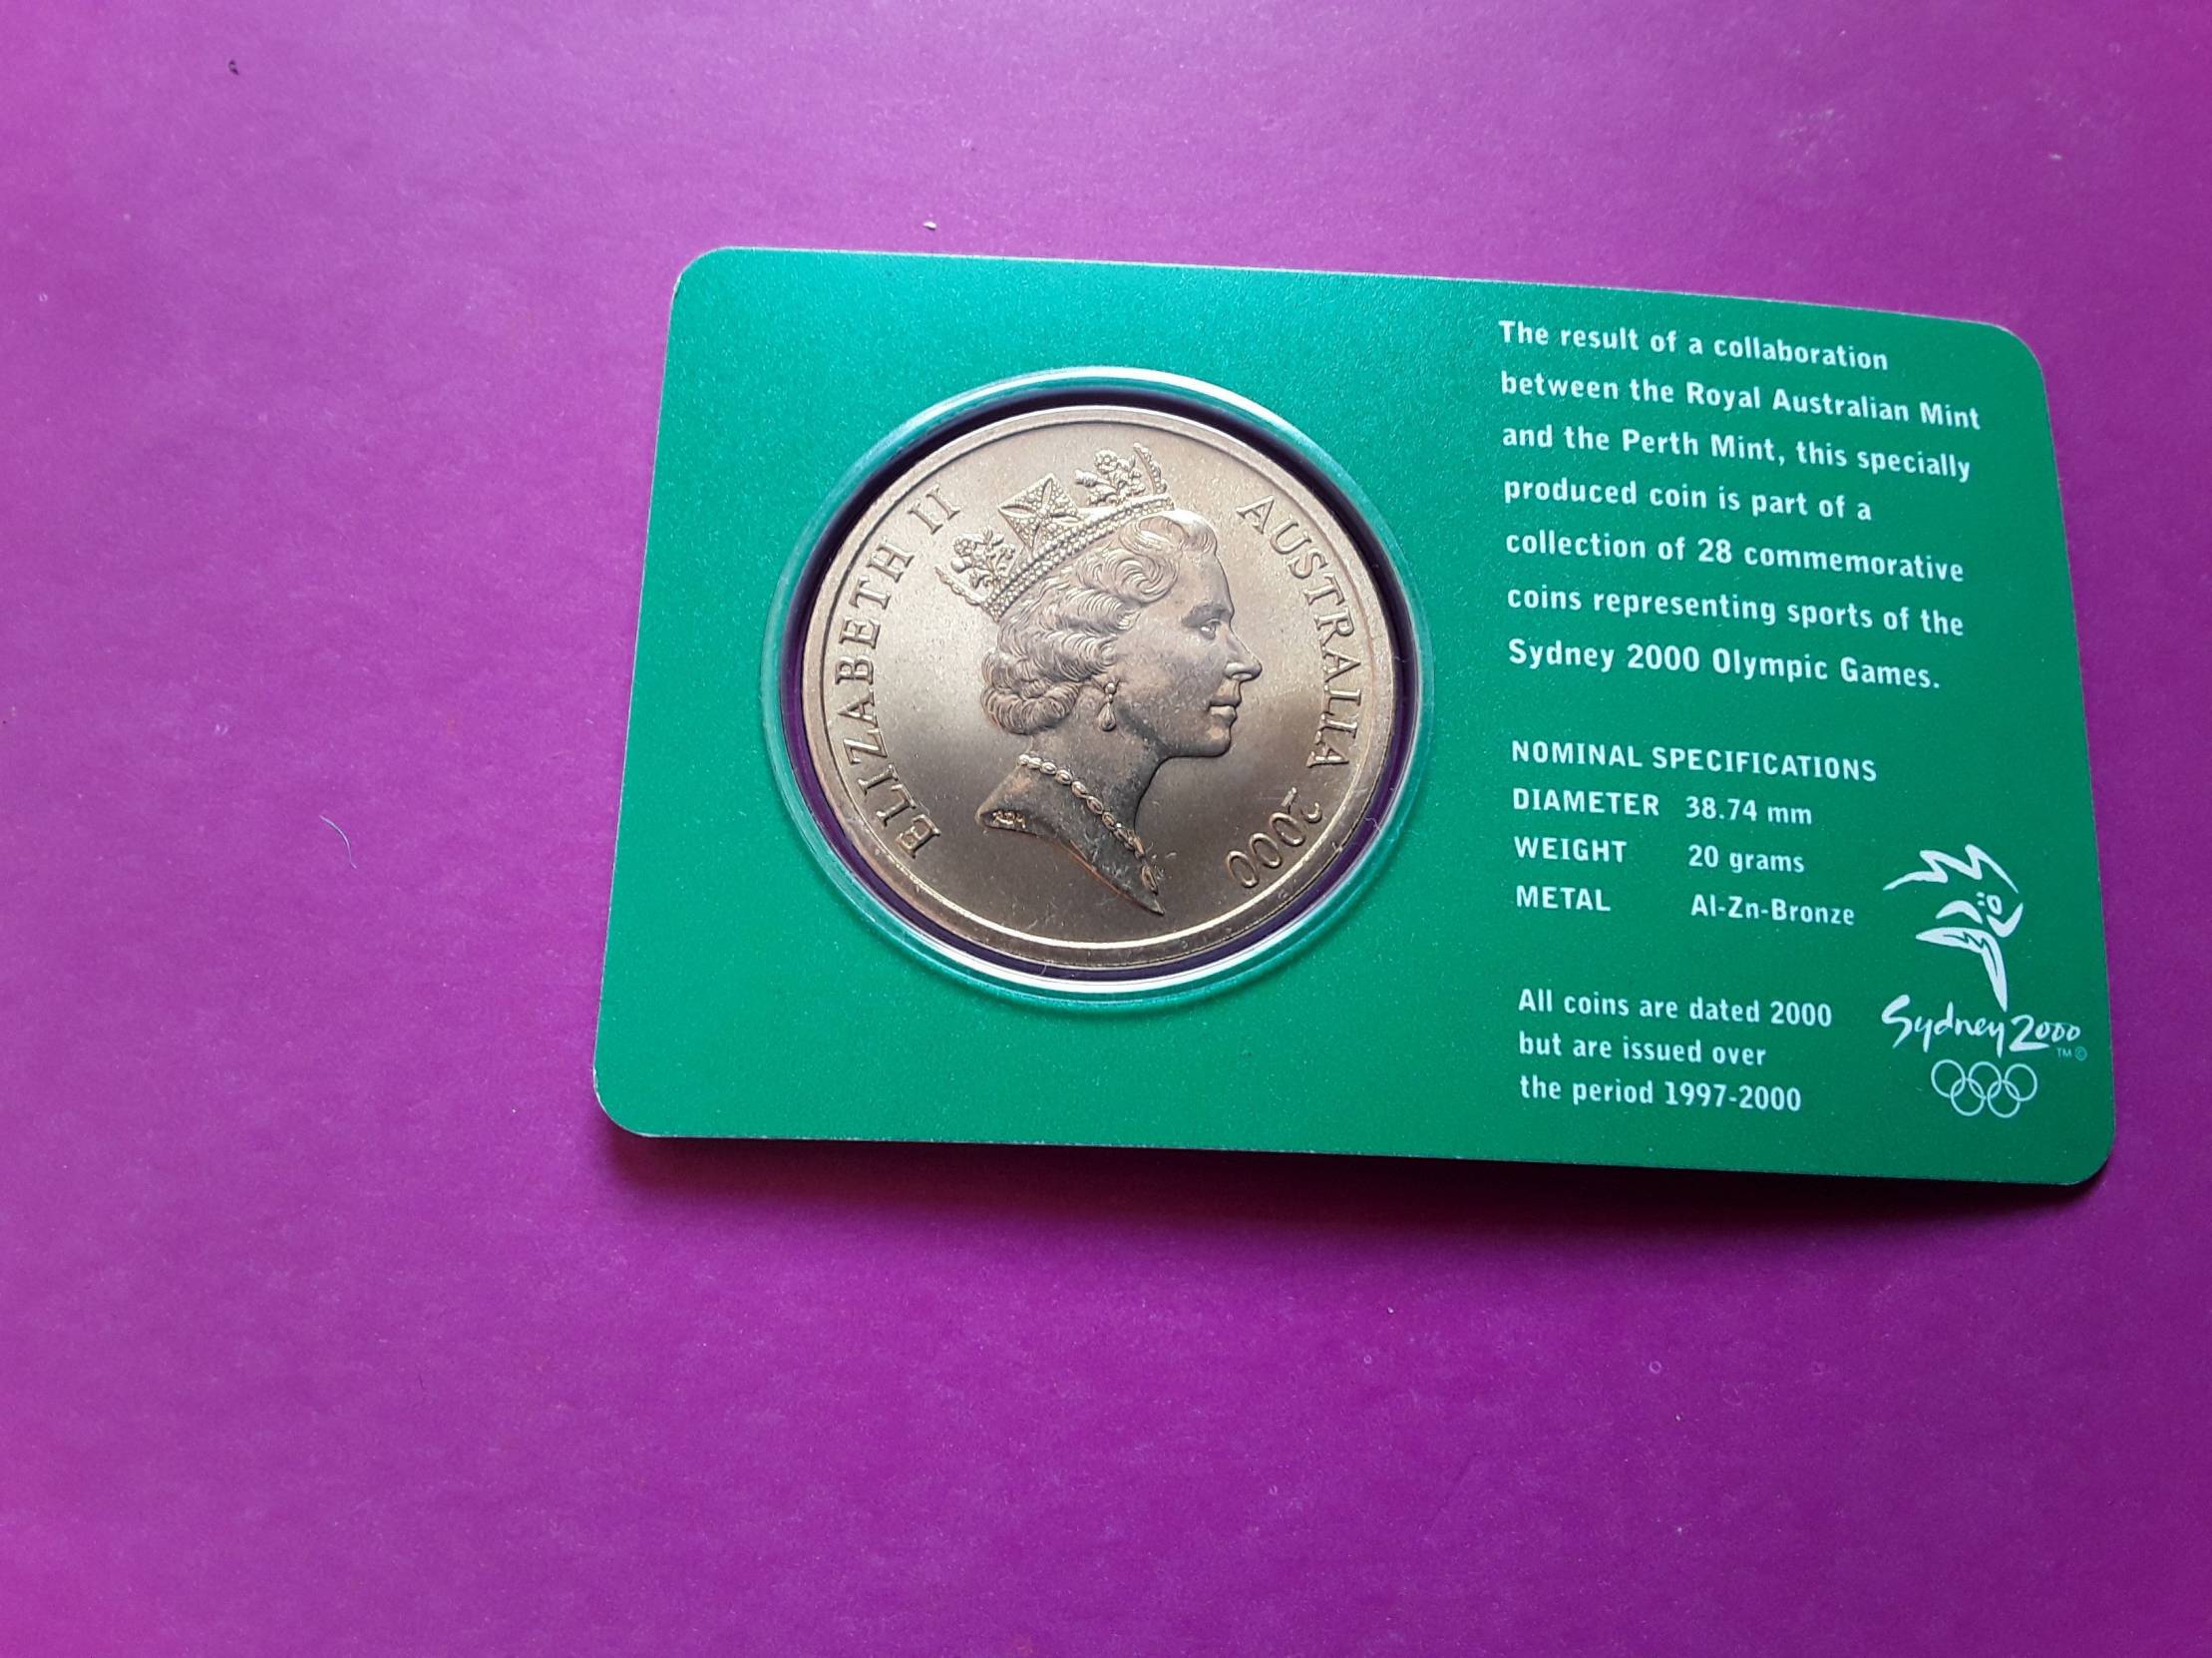 ELIZABETH II AUSTRALIA 2000
The result of a collaboration
between the Royal Australian Mint
and the Perth Mint, this specially
produced coin is part of a
collection of 28 commemorative
coins representing sports of the
Sydney 2000 Olympic Games.
NOMINAL SPECIFICATIONS
DIAMETER 38.74 mm
WEIGHT 20 grams
METAL Al-Zn-Bronze
All coins are dated 2000
but are issued over
the period 1997-2000
Sydney 2000
TM ©